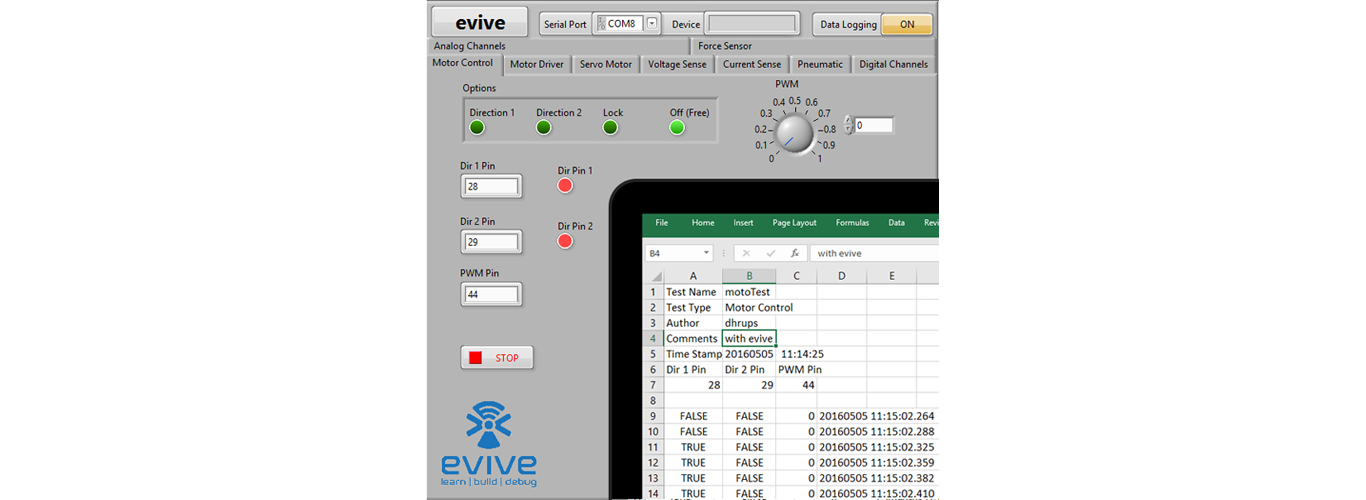 evive Serial Port COM8 Device Data Logging ON
Analog Channels Force Sensor
Motor Control Motor Driver Servo Motor Voltage Sense Current Sense Pneumatic Digital Channels
Options
Direction 1 Direction 2 Lock Off (Free)
PWM
0 0.1 0.2 0.3 0.4 0.5 0.6 0.7 0.8 0.9 1
0
Dir 1 Pin Dir Pin 1
28
Dir 2 Pin Dir Pin 2
29
PWM Pin
44
STOP
evive
learn | build | debug
File Home Insert Page Layout Formulas Data Revi
B4 fx with evive
A B C D E
1 Test Name motoTest
2 Test Type Motor Control
3 Author dhrups
4 Comments with evive
5 Time Stamp 20160505 11:14:25
6 Dir 1 Pin Dir 2 Pin PWM Pin
7 28 29 44
8
9 FALSE FALSE 0 20160505 11:15:02.264
10 FALSE FALSE 0 20160505 11:15:02.288
11 TRUE FALSE 0 20160505 11:15:02.325
12 TRUE FALSE 0 20160505 11:15:02.359
13 TRUE FALSE 0 20160505 11:15:02.382
14 TRUE FALSE 0 20160505 11:15:02.410